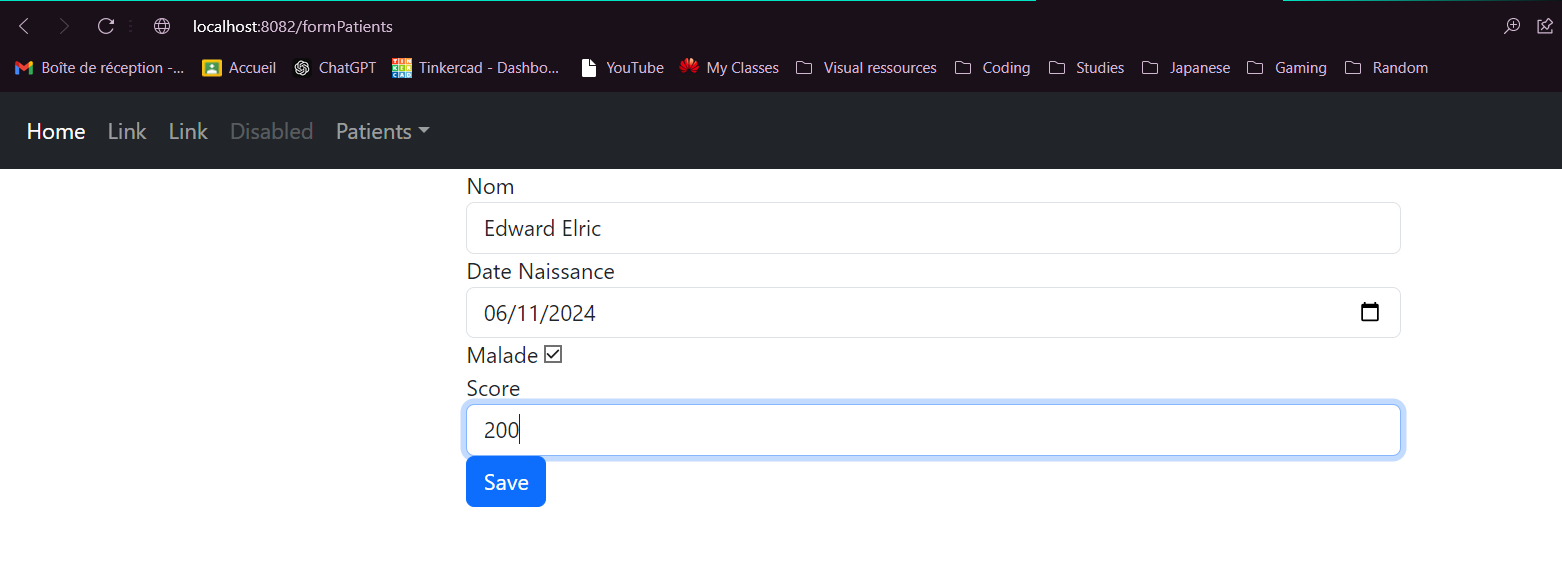 localhost:8082/formPatients
Boîte de réception -... Accueil ChatGPT TINKERCAD Tinkercad - Dashbo... YouTube My Classes Visual ressources Coding Studies Japanese Gaming Random
Home Link Link Disabled Patients
Nom
Edward Elric
Date Naissance
06/11/2024
Malade
Score
200
Save